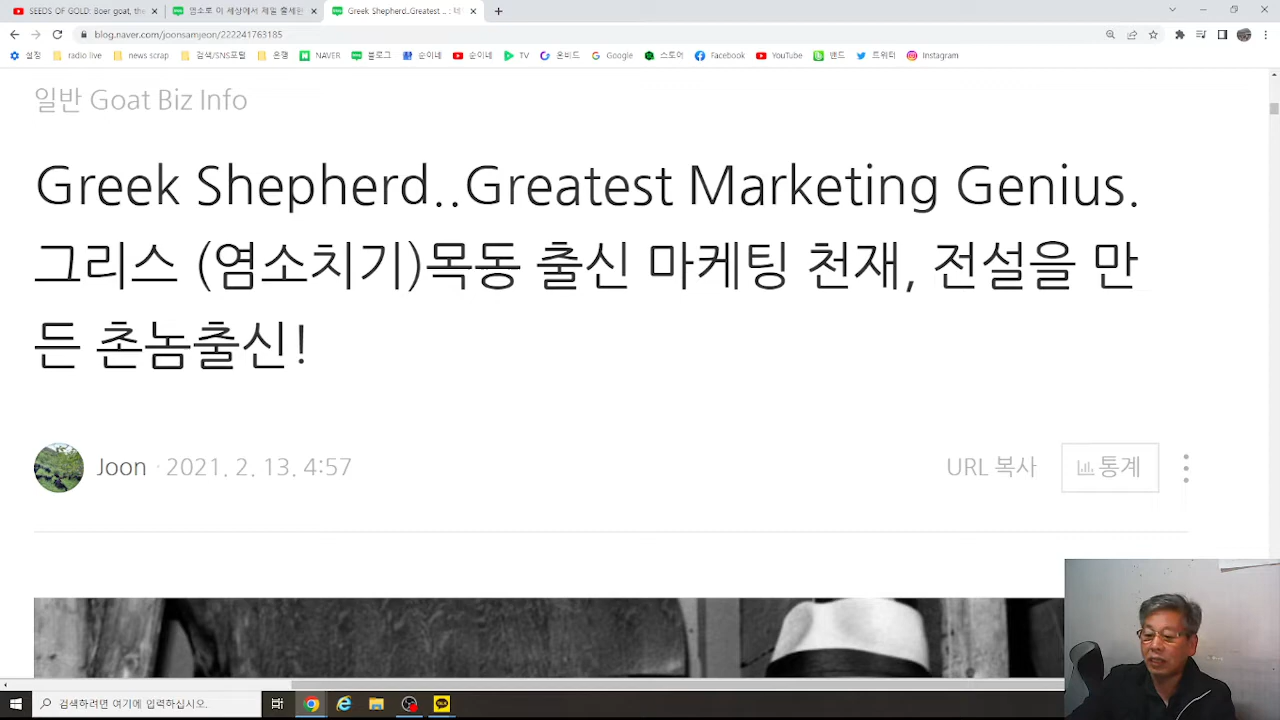 SEEDS OF GOLD: Boer goat, the
염소로 이 세상에서 제일 출세한
Greek Shepherd..Greatest .. : 네
blog.naver.com/joonsamjeon/222241763185
설정 radio live news scrap 검색/SNS포털 은행 NAVER 블로그 순이네 순이네 TV 온비드 Google 스토어 Facebook YouTube 밴드 트위터 Instagram
일반 Goat Biz Info
Greek Shepherd..Greatest Marketing Genius.
그리스 (염소치기)목동 출신 마케팅 천재, 전설을 만
든 촌놈출신!
Joon · 2021. 2. 13. 4:57
URL 복사 통계
검색하려면 여기에 입력하십시오.